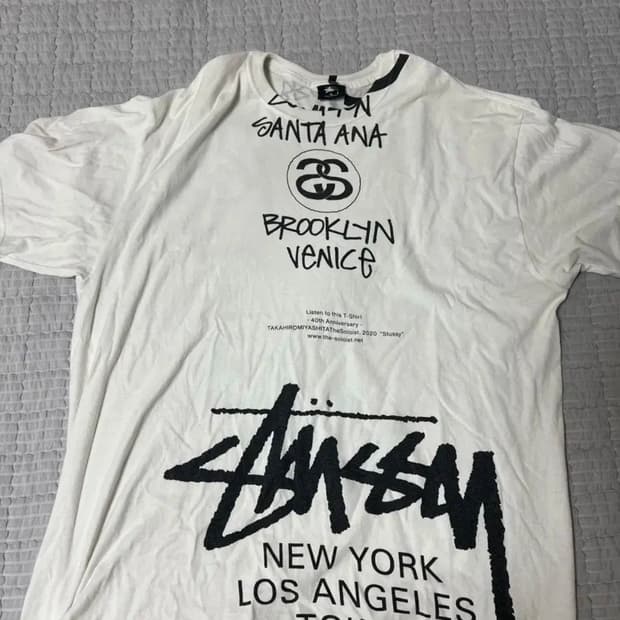 SANTA ANA
BROOKLYN
VENICE
Listen to this T-Shirt
- 40th Anniversary -
TAKAHIROMIYASHITATheSoloist. 2020 "Stussy"
www.the-soloist.net
STÜSSY
NEW YORK
LOS ANGELES